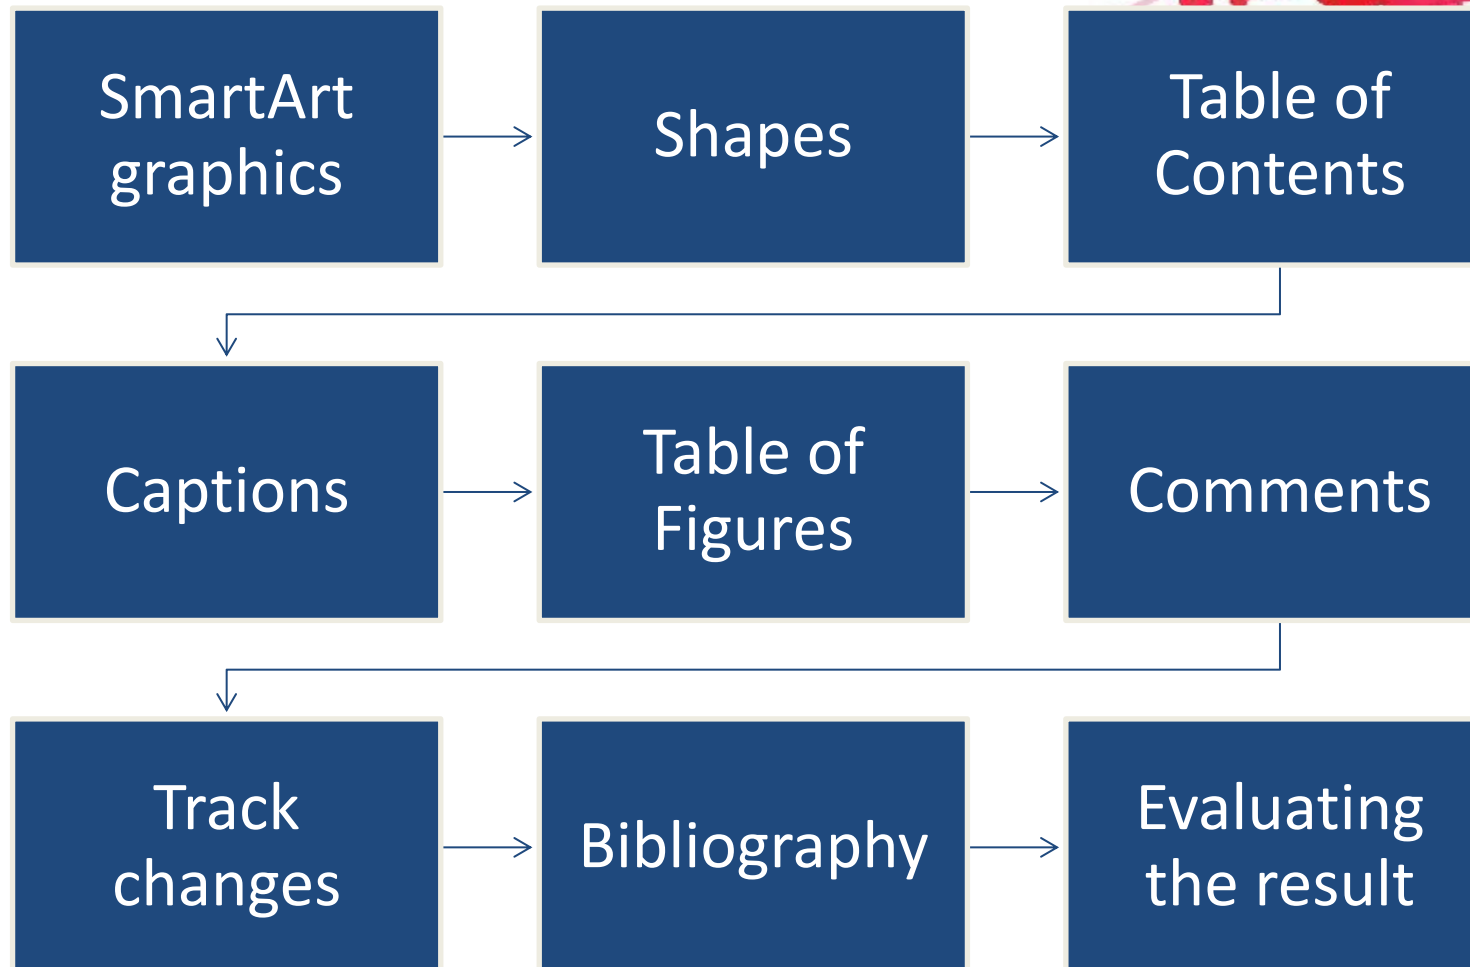 SmartArt
graphics
Shapes
Table of
Contents
Captions
Table of
Figures
Comments
Track
changes
Bibliography
Evaluating
the result